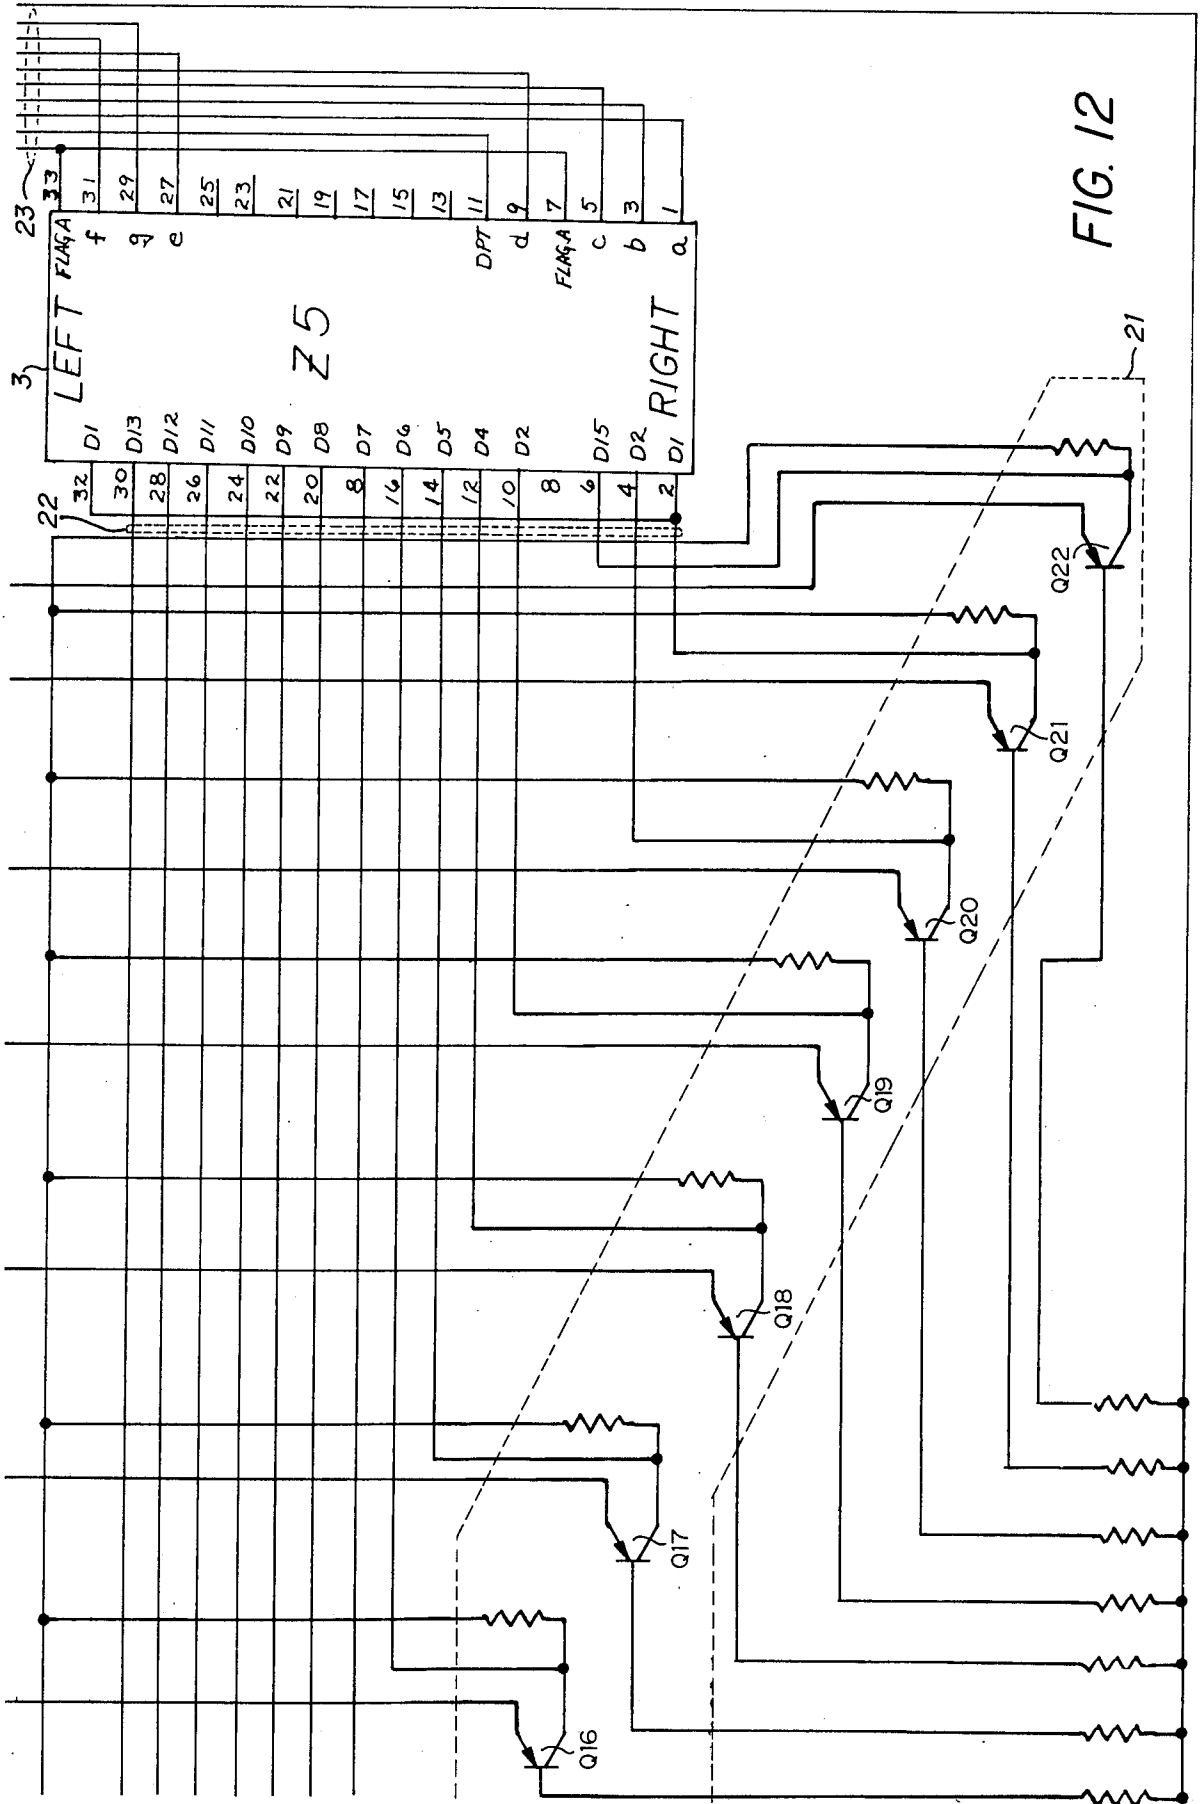 FIG. 12
23
33 31 29 27 25 23 21 19 17 15 13 11 9 7 5 3 1
FLAG.A f g e DPT d FLAG.A c b a
3
LEFT Z5 RIGHT
D1 D13 D12 D11 D10 D9 D8 D7 D6 D5 D4 D2 D15 D2 D1
32 30 28 26 24 22 20 8 16 14 12 10 8 6 4 2
22
21
Q22
Q21
Q20
Q19
Q18
Q17
Q16